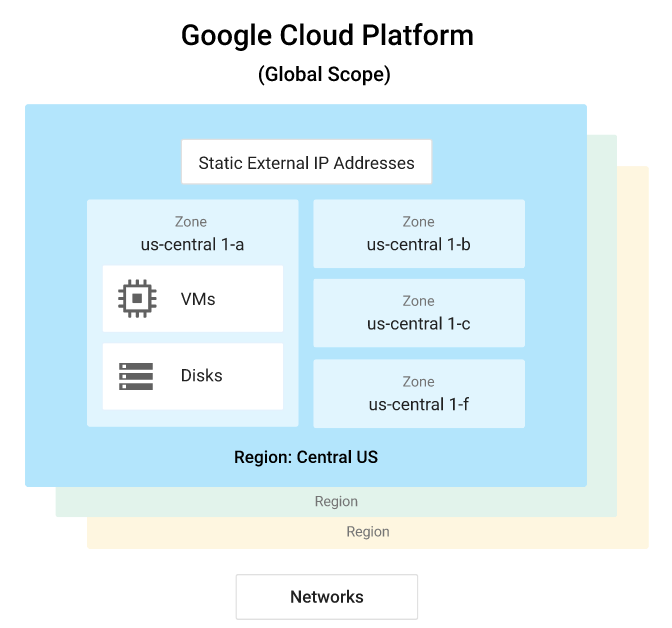 Google Cloud Platform
(Global Scope)
Static External IP Addresses
Zone
us-central 1-a
VMs
Disks
Zone
us-central 1-b
Zone
us-central 1-c
Zone
us-central 1-f
Region: Central US
Region
Region
Networks